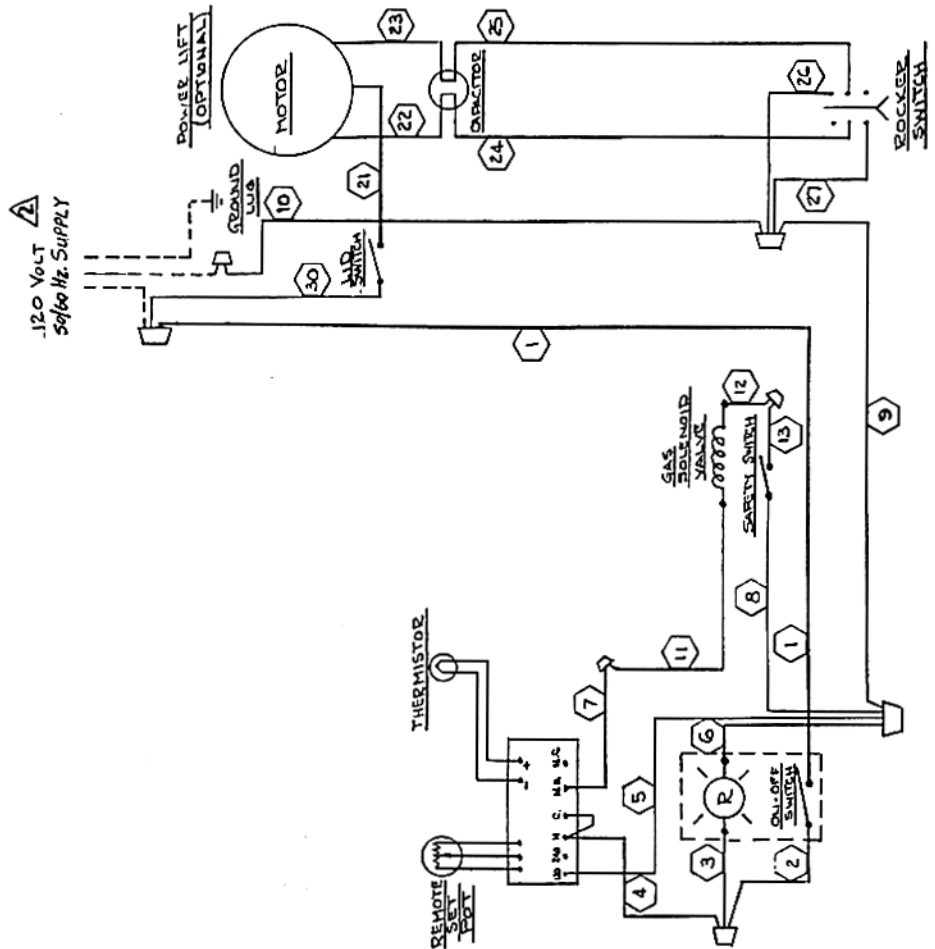 120 VOLT
50/60 Hz. SUPPLY
2
POWER LIFT
(OPTIONAL)
MOTOR
23
25
22
CAPACITOR
24
26
ROCKER
SWITCH
27
21
GROUND
LUG
10
LID
SWITCH
30
1
12
GAS
SOLENOID
VALVE
13
SAFETY SWITCH
9
8
1
THERMISTOR
11
7
+
-
N.C
N.O.
C.
H
240
120
6
5
R
ON-OFF
SWITCH
3
2
4
REMOTE
SET
POT